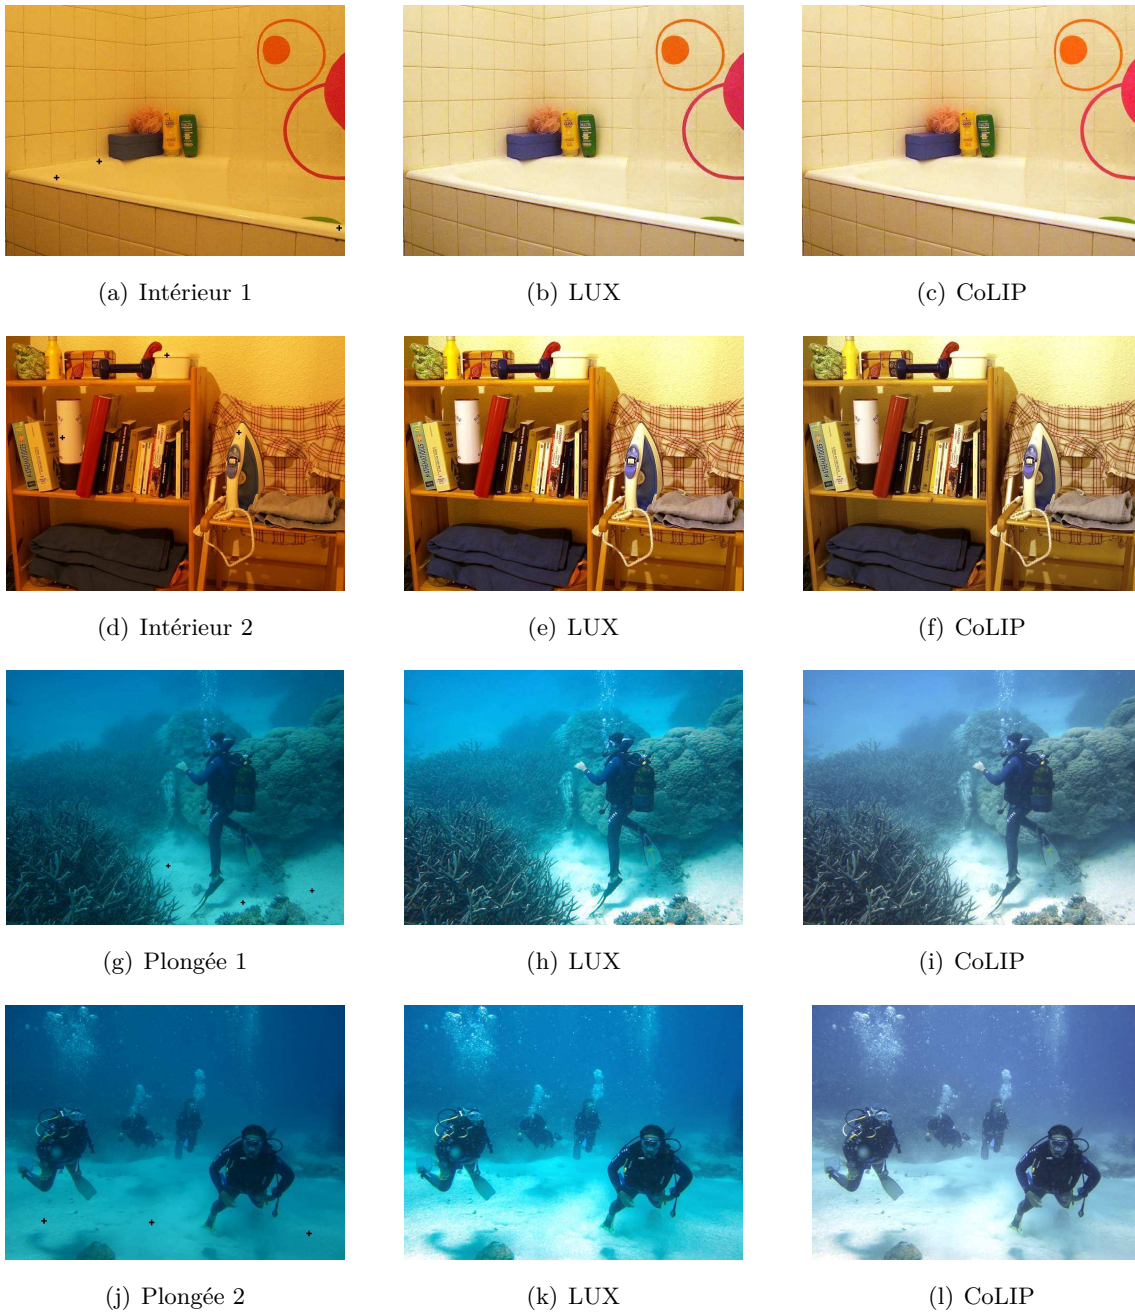 (a) Intérieur 1
(b) LUX
(c) CoLIP
(d) Intérieur 2
(e) LUX
(f) CoLIP
(g) Plongée 1
(h) LUX
(i) CoLIP
(j) Plongée 2
(k) LUX
(l) CoLIP